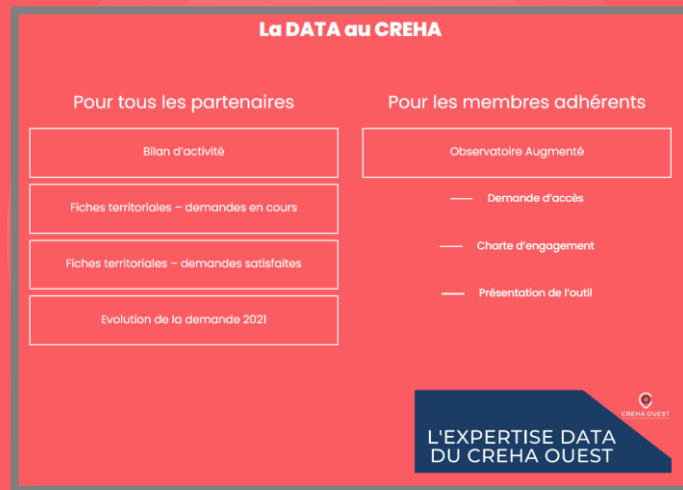 La DATA au CREHA
Pour tous les partenaires
Bilan d'activité
Fiches territoriales – demandes en cours
Fiches territoriales – demandes satisfaites
Evolution de la demande 2021
Pour les membres adhérents
Observatoire Augmenté
Demande d'accès
Charte d'engagement
Présentation de l'outil
CREHA OUEST
L'EXPERTISE DATA
DU CREHA OUEST